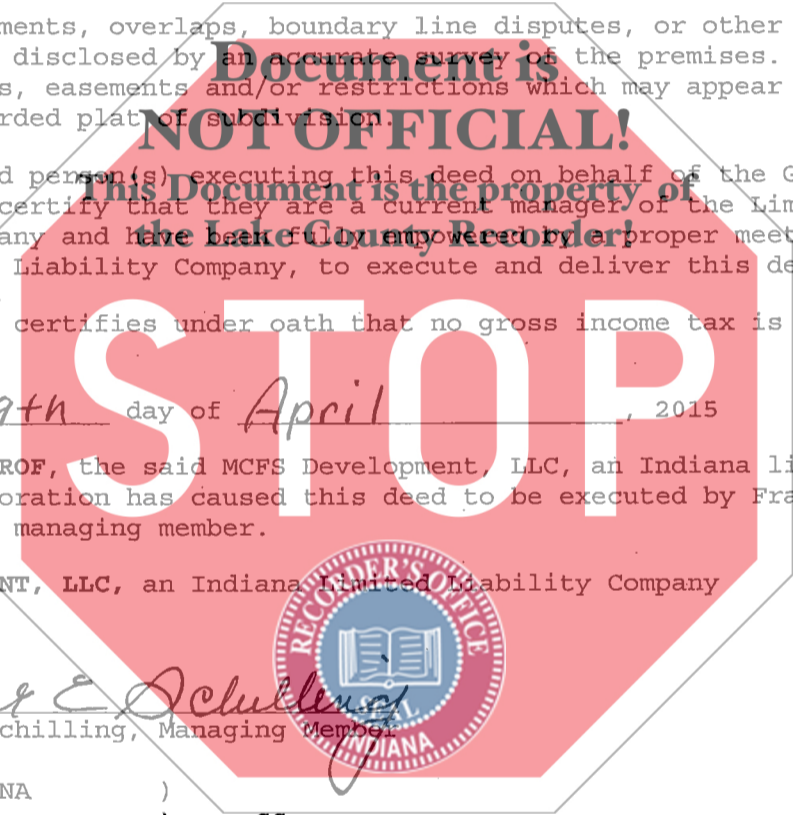 ments, overlaps, boundary line disputes, or other
disclosed by an accurate survey of the premises.
Document is
s, easements and/or restrictions which may appear
rded plat of subdivision.
NOT OFFICIAL!
d person(s) executing this deed on behalf of the G
This Document is the property of
certify that they are a current manager of the Lim
any and have been fully empowered by a proper meet
the Lake County Recorder!
Liability Company, to execute and deliver this de
certifies under oath that no gross income tax is
STOP
9th day of April , 2015
ROF, the said MCFS Development, LLC, an Indiana li
oration has caused this deed to be executed by Fra
managing member.
NT, LLC, an Indiana Limited Liability Company
RECORDER'S OFFICE
SEAL
INDIANA
E Schilling
chilling, Managing Member
NA )